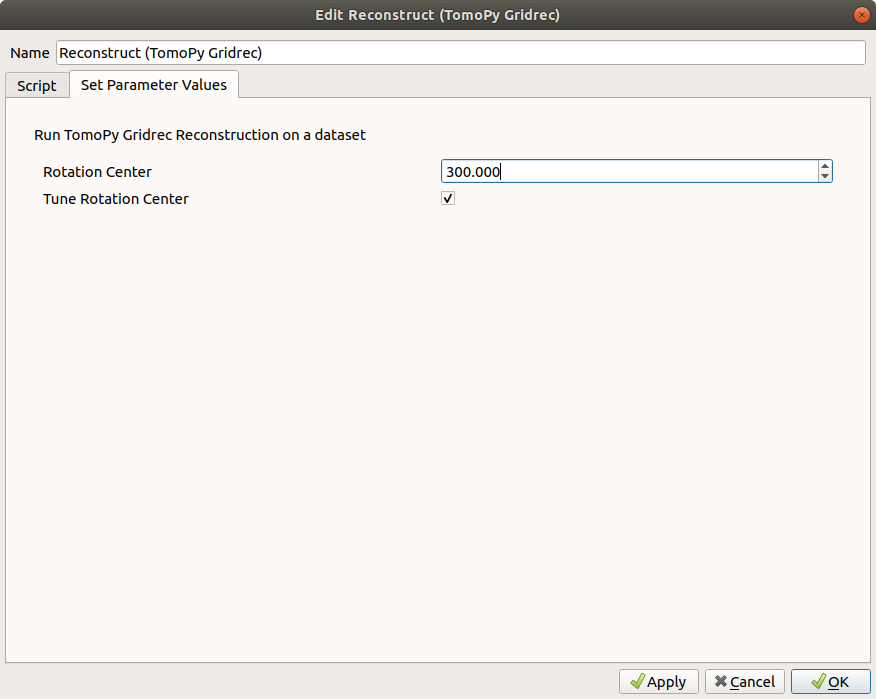 Edit Reconstruct (TomoPy Gridrec)
Name Reconstruct (TomoPy Gridrec)
Script Set Parameter Values
Run TomoPy Gridrec Reconstruction on a dataset
Rotation Center 300.000
Tune Rotation Center
Apply Cancel OK